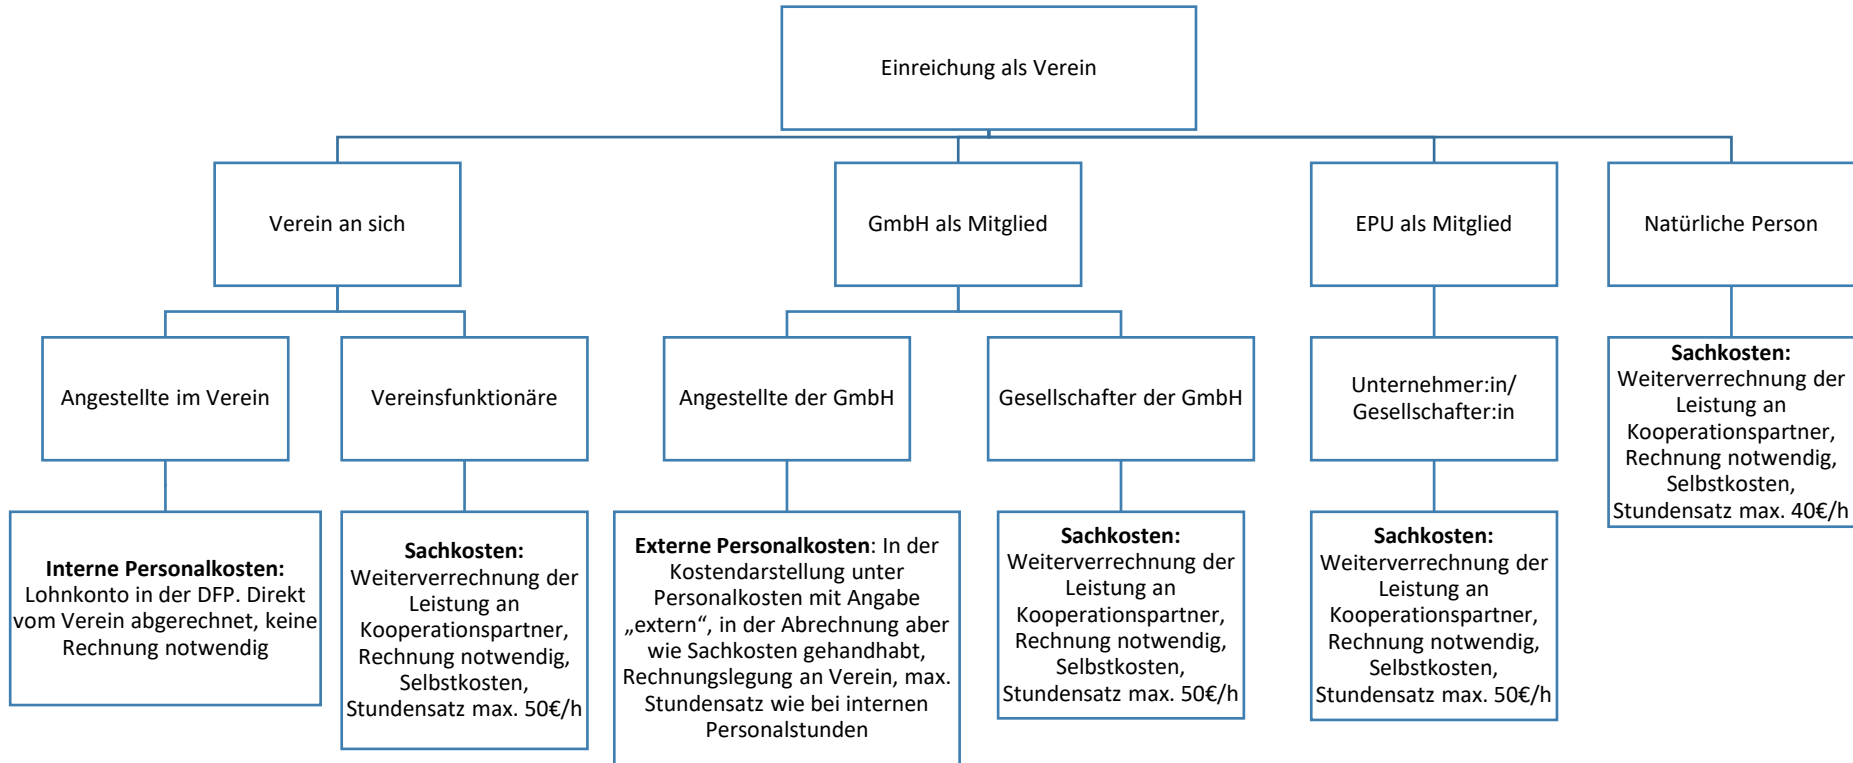 Einreichung als Verein
Verein an sich
GmbH als Mitglied
EPU als Mitglied
Natürliche Person
Angestellte im Verein
Vereinsfunktionäre
Angestellte der GmbH
Gesellschafter der GmbH
Unternehmer:in/
Gesellschafter:in
Sachkosten:
Weiterverrechnung der
Leistung an
Kooperationspartner,
Rechnung notwendig,
Selbstkosten,
Stundensatz max. 40€/h
Interne Personalkosten:
Lohnkonto in der DFP. Direkt
vom Verein abgerechnet, keine
Rechnung notwendig
Sachkosten:
Weiterverrechnung der
Leistung an
Kooperationspartner,
Rechnung notwendig,
Selbstkosten,
Stundensatz max. 50€/h
Externe Personalkosten: In der
Kostendarstellung unter
Personalkosten mit Angabe
„extern“, in der Abrechnung aber
wie Sachkosten gehandhabt,
Rechnungslegung an Verein, max.
Stundensatz wie bei internen
Personalstunden
Sachkosten:
Weiterverrechnung der
Leistung an
Kooperationspartner,
Rechnung notwendig,
Selbstkosten,
Stundensatz max. 50€/h
Sachkosten:
Weiterverrechnung der
Leistung an
Kooperationspartner,
Rechnung notwendig,
Selbstkosten,
Stundensatz max. 50€/h